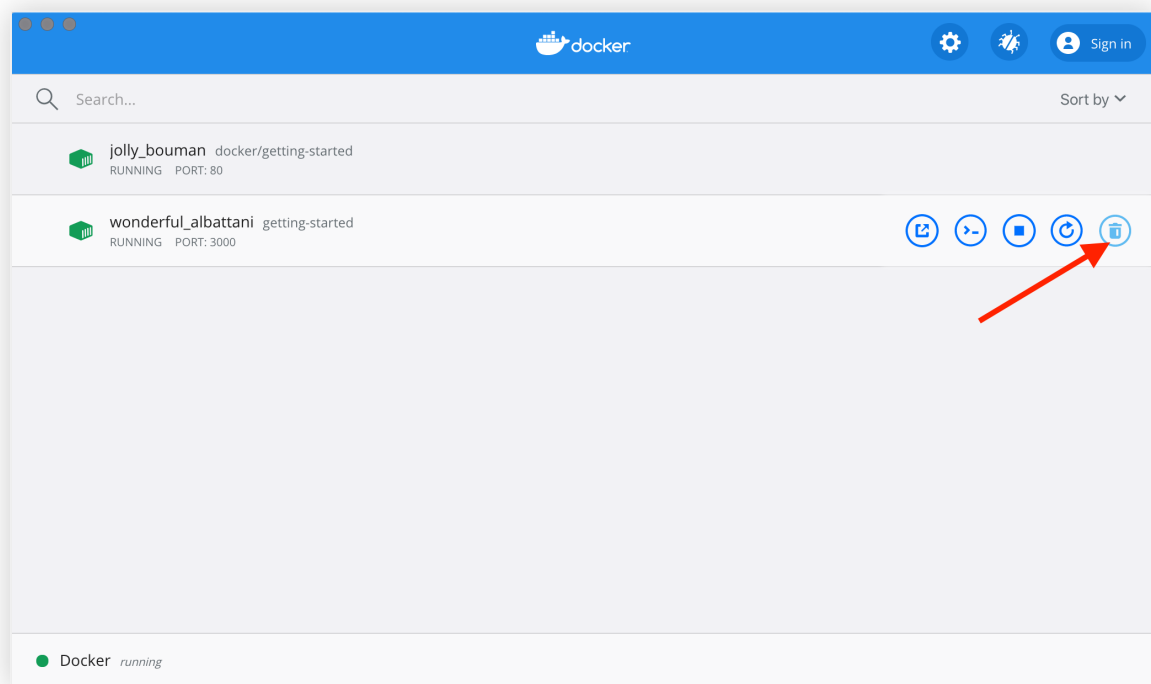 docker
Sign in
Search...
Sort by
jolly_bouman docker/getting-started
RUNNING PORT: 80
wonderful_albattani getting-started
RUNNING PORT: 3000
Docker running